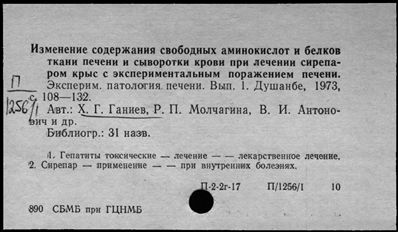 Изменение содержания свободных аминокислот и белков
ткани печени и сыворотки крови при лечении сирепа-
ром крыс с экспериментальным поражением печени.
Эксперим. патология печени. Вып. 1. Душанбе, 1973,
с. 108—132.
П
1256/1
Авт.: Х. Г. Ганиев, Р. П. Молчагина, В. И. Антоно-
вич и др.
Библиогр.: 31 назв.
1. Гепатиты токсические — лечение — — лекарственное лечение.
2. Сирепар — применение — — при внутренних болезнях.
П-2-2г-17 П/1256/1 10
890 СБМБ при ГЦНМБ